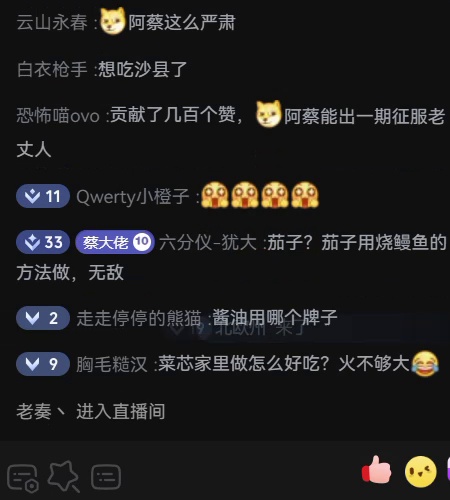 云山永春 :阿蔡这么严肃
白衣枪手 :想吃沙县了
恐怖喵ovo :贡献了几百个赞，阿蔡能出一期征服老
丈人
11 Qwerty小橙子 :
33 蔡大佬 10 六分仪-犹大 :茄子？茄子用烧鳗鱼的
方法做，无敌
2 走走停停的熊猫 :酱油用哪个牌子
北欧州 来了
9 胸毛糙汉 :菜芯家里做怎么好吃？火不够大
老奏丶 进入直播间